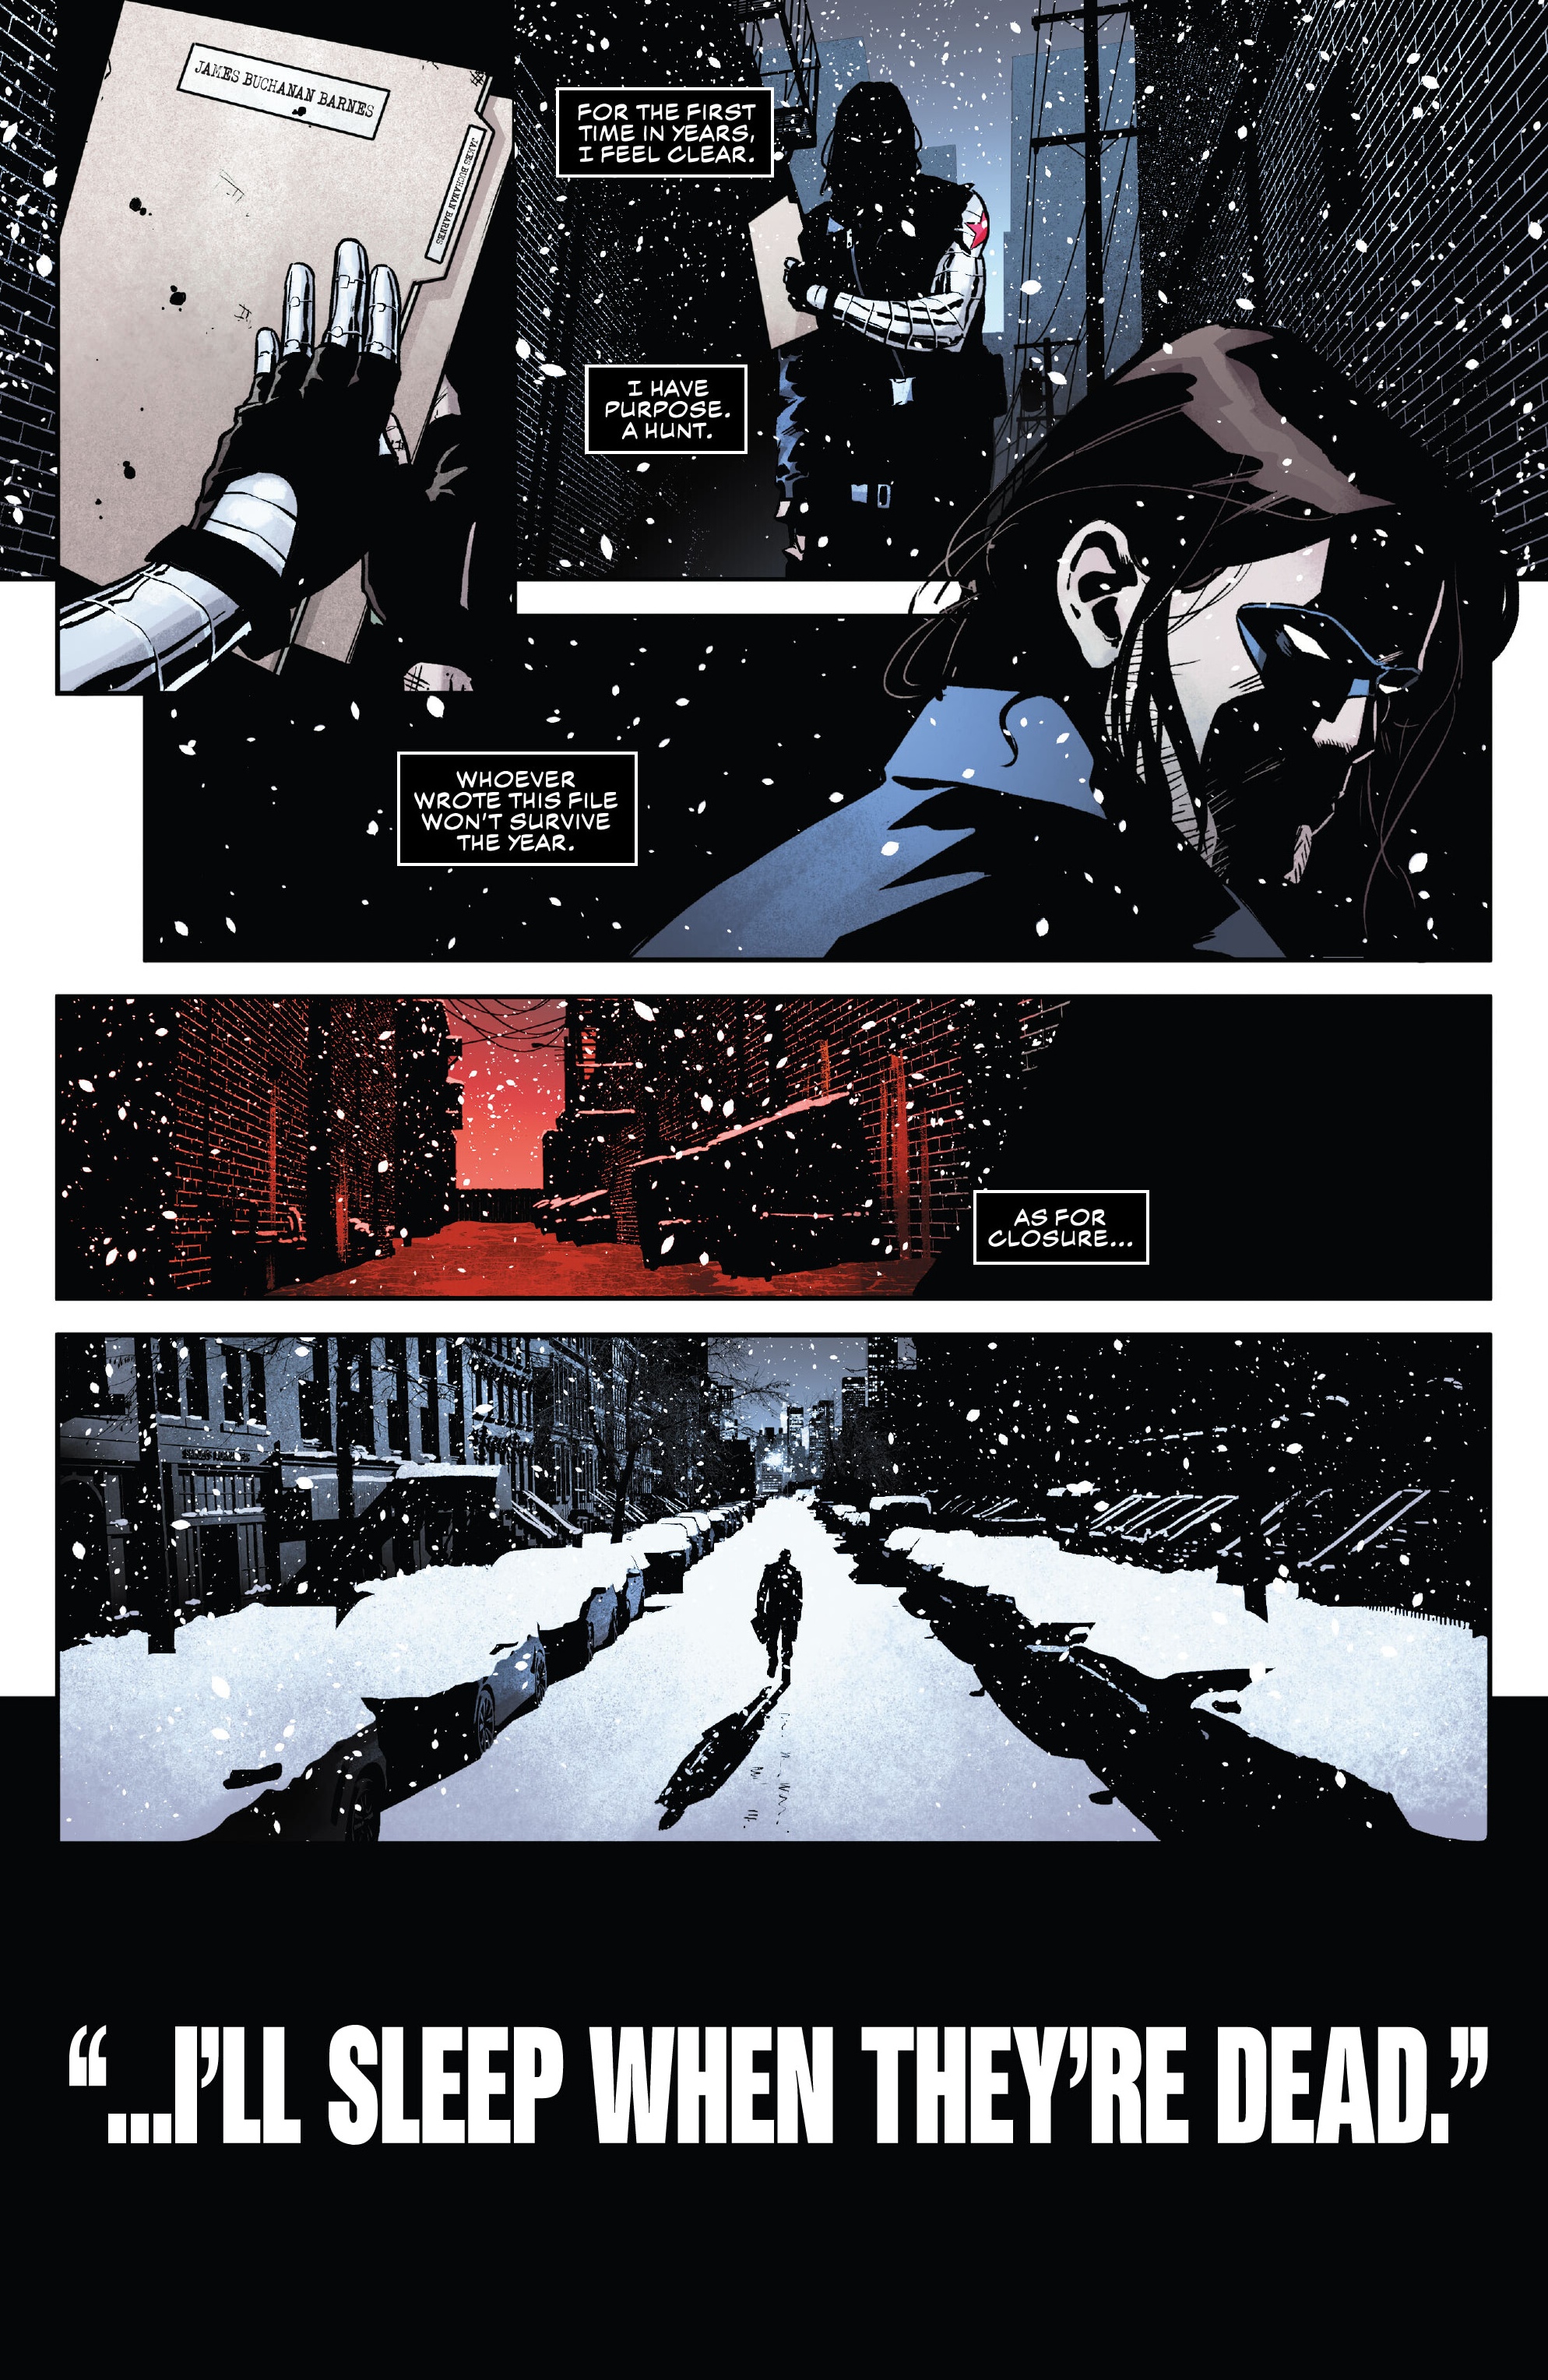 JAMES BUCHANAN BARNES
JAMES BUCHANAN BARNES
FOR THE FIRST
TIME IN YEARS,
I FEEL CLEAR.
I HAVE
PURPOSE.
A HUNT.
WHOEVER
WROTE THIS FILE
WON'T SURVIVE
THE YEAR.
AS FOR
CLOSURE...
“...I’LL SLEEP WHEN THEY’RE DEAD.”